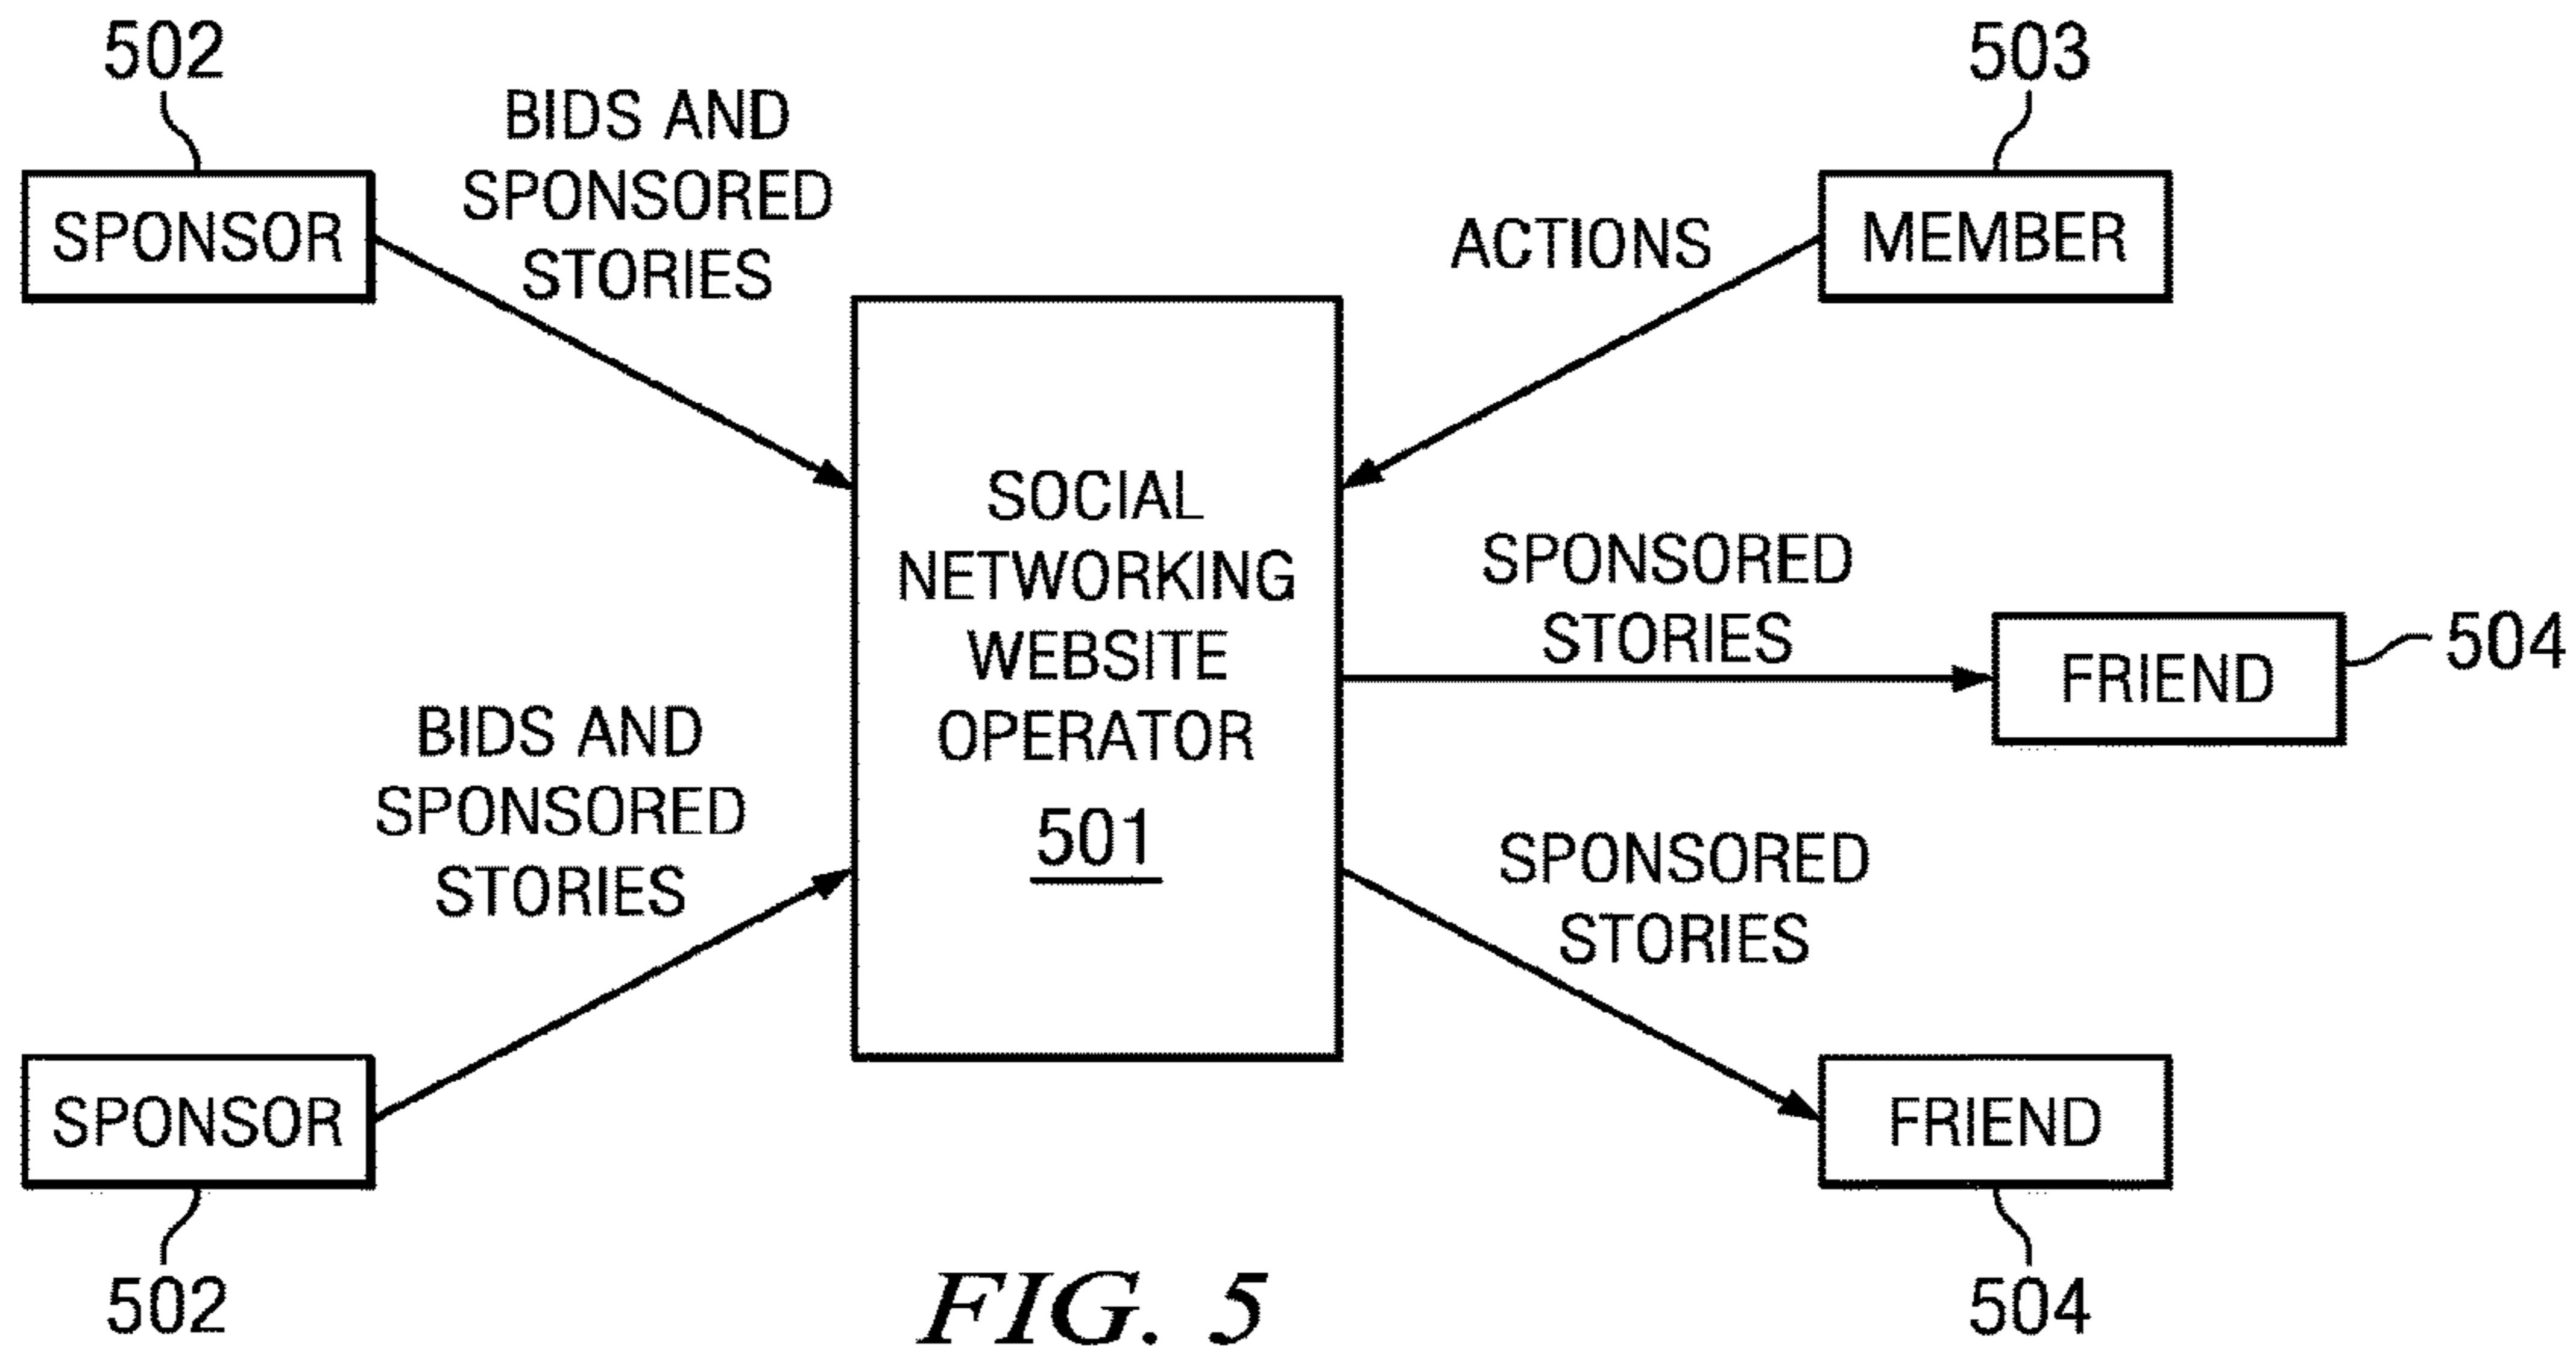 502
BIDS AND
SPONSORED
STORIES
SPONSOR
503
MEMBER
ACTIONS
SOCIAL
NETWORKING
WEBSITE
OPERATOR
501
SPONSORED
STORIES
FRIEND
504
BIDS AND
SPONSORED
STORIES
SPONSOR
502
SPONSORED
STORIES
FRIEND
504
FIG. 5